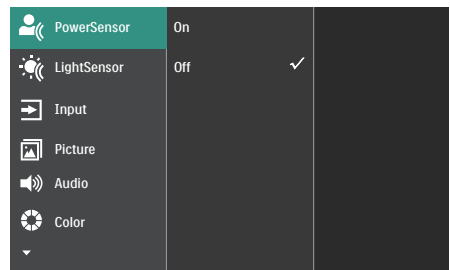 PowerSensor
On
LightSensor
Off
Input
Picture
Audio
Color